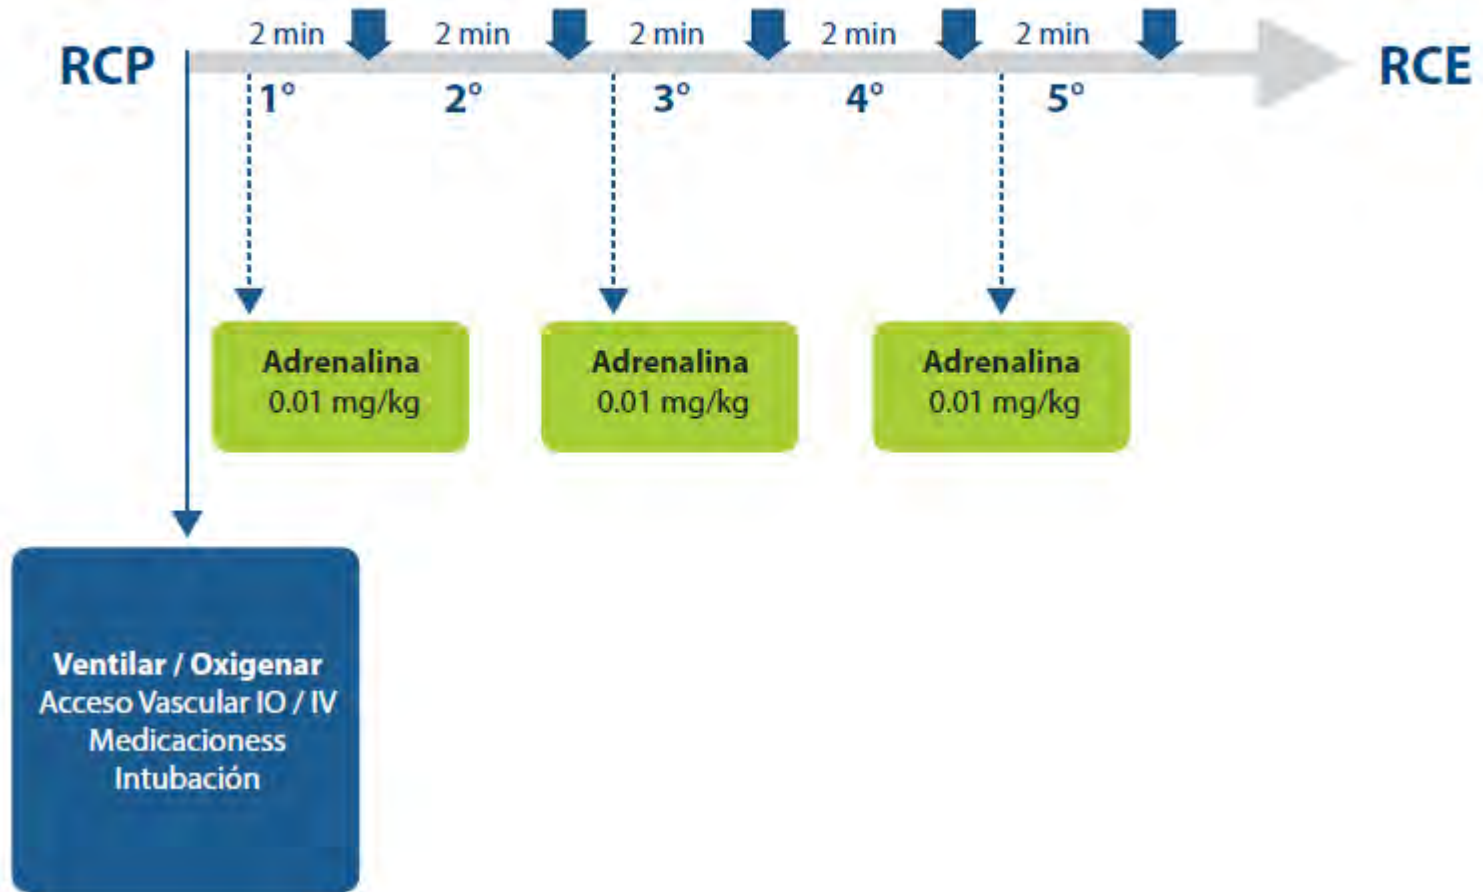 2 min 2 min 2 min 2 min 2 min
RCP RCE
1° 2° 3° 4° 5°
Adrenalina
0.01 mg/kg
Adrenalina
0.01 mg/kg
Adrenalina
0.01 mg/kg
Ventilar / Oxigenar
Acceso Vascular IO / IV
Medicacioness
Intubación